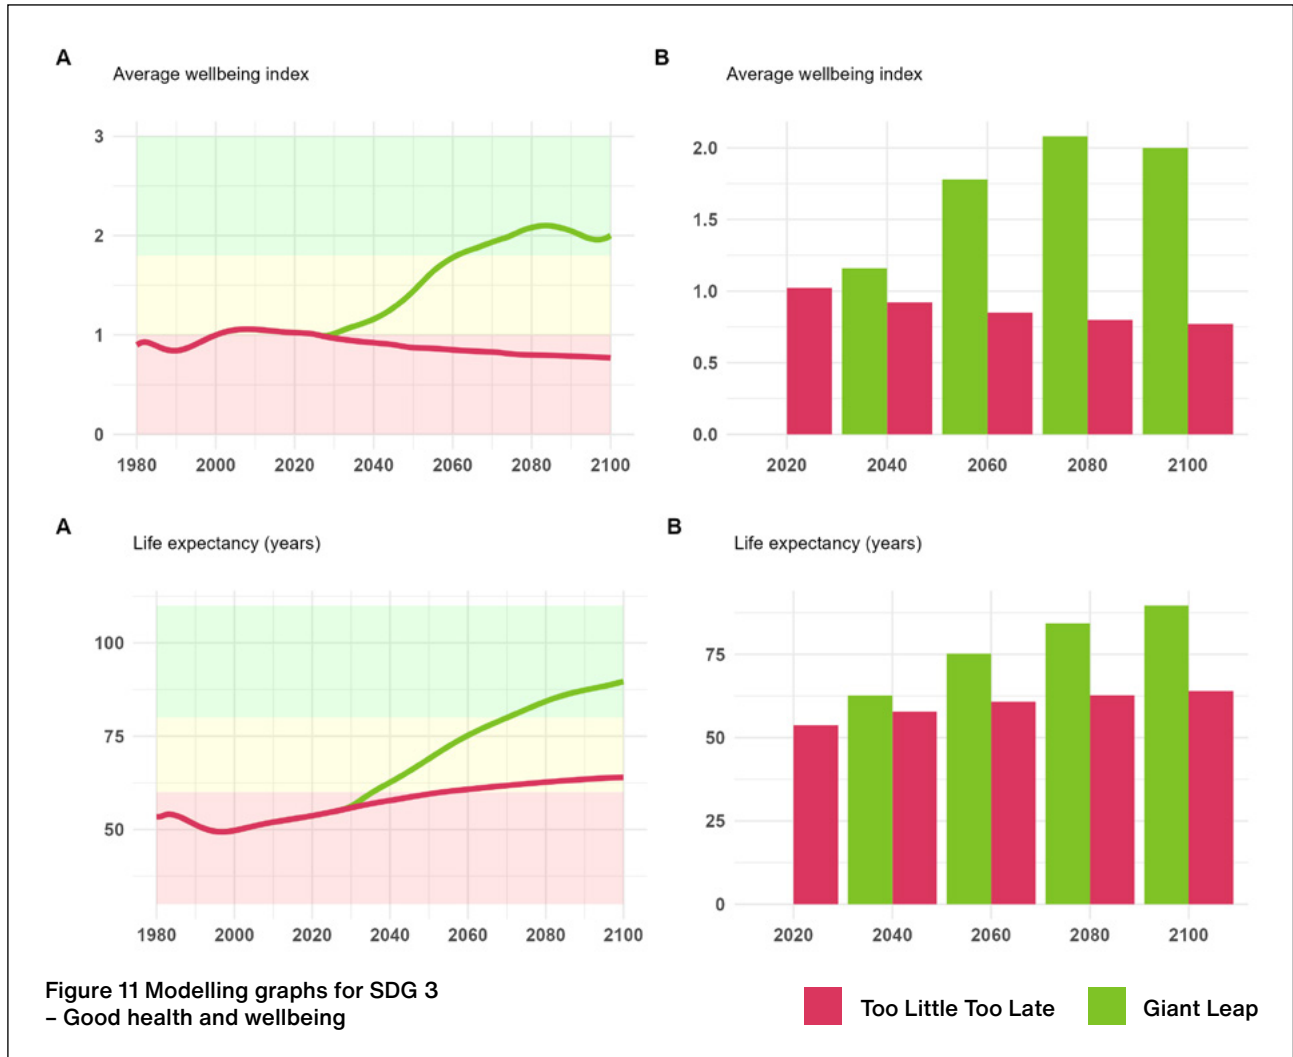 A
Average wellbeing index
3
2
1
0
1980 2000 2020 2040 2060 2080 2100
B
Average wellbeing index
2.0
1.5
1.0
0.5
0.0
2020 2040 2060 2080 2100
A
Life expectancy (years)
100
75
50
1980 2000 2020 2040 2060 2080 2100
B
Life expectancy (years)
75
50
25
0
2020 2040 2060 2080 2100
Figure 11 Modelling graphs for SDG 3
– Good health and wellbeing
Too Little Too Late Giant Leap